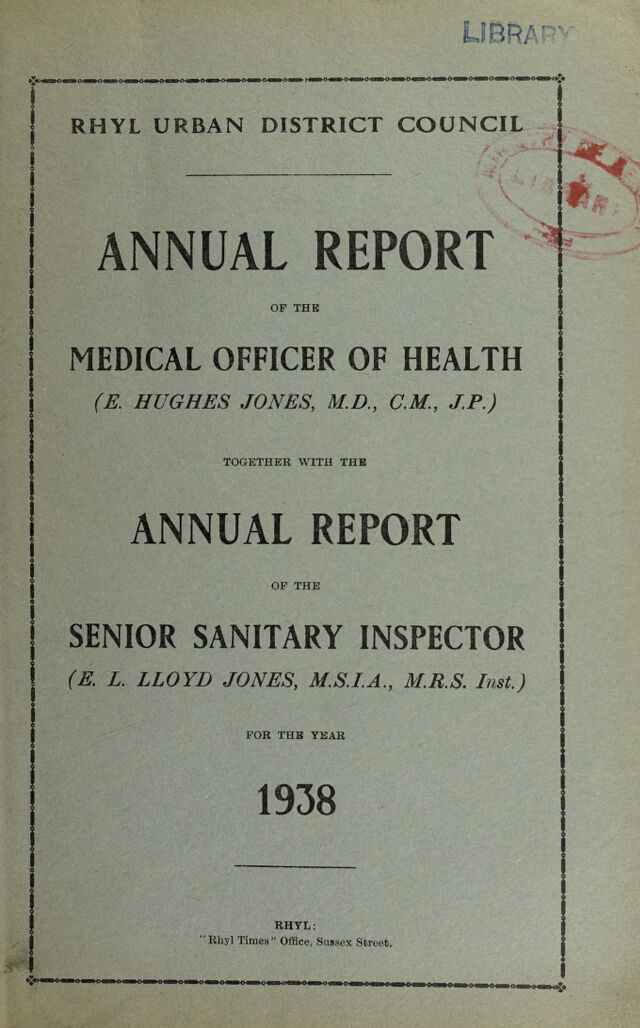 LIBRARY
RHYL URBAN DISTRICT COUNCIL
LIBRARY
ANNUAL REPORT
OF THE
MEDICAL OFFICER OF HEALTH
(E. HUGHES JONES, M.D., C.M., J.P.)
TOGETHER WITH THE
ANNUAL REPORT
OF THE
SENIOR SANITARY INSPECTOR
(E. L. LLOYD JONES, M.S.I.A., M.R.S. Inst.)
FOR THE YEAR
1938
RHYL:
"Rhyl Times" Office, Sussex Street.